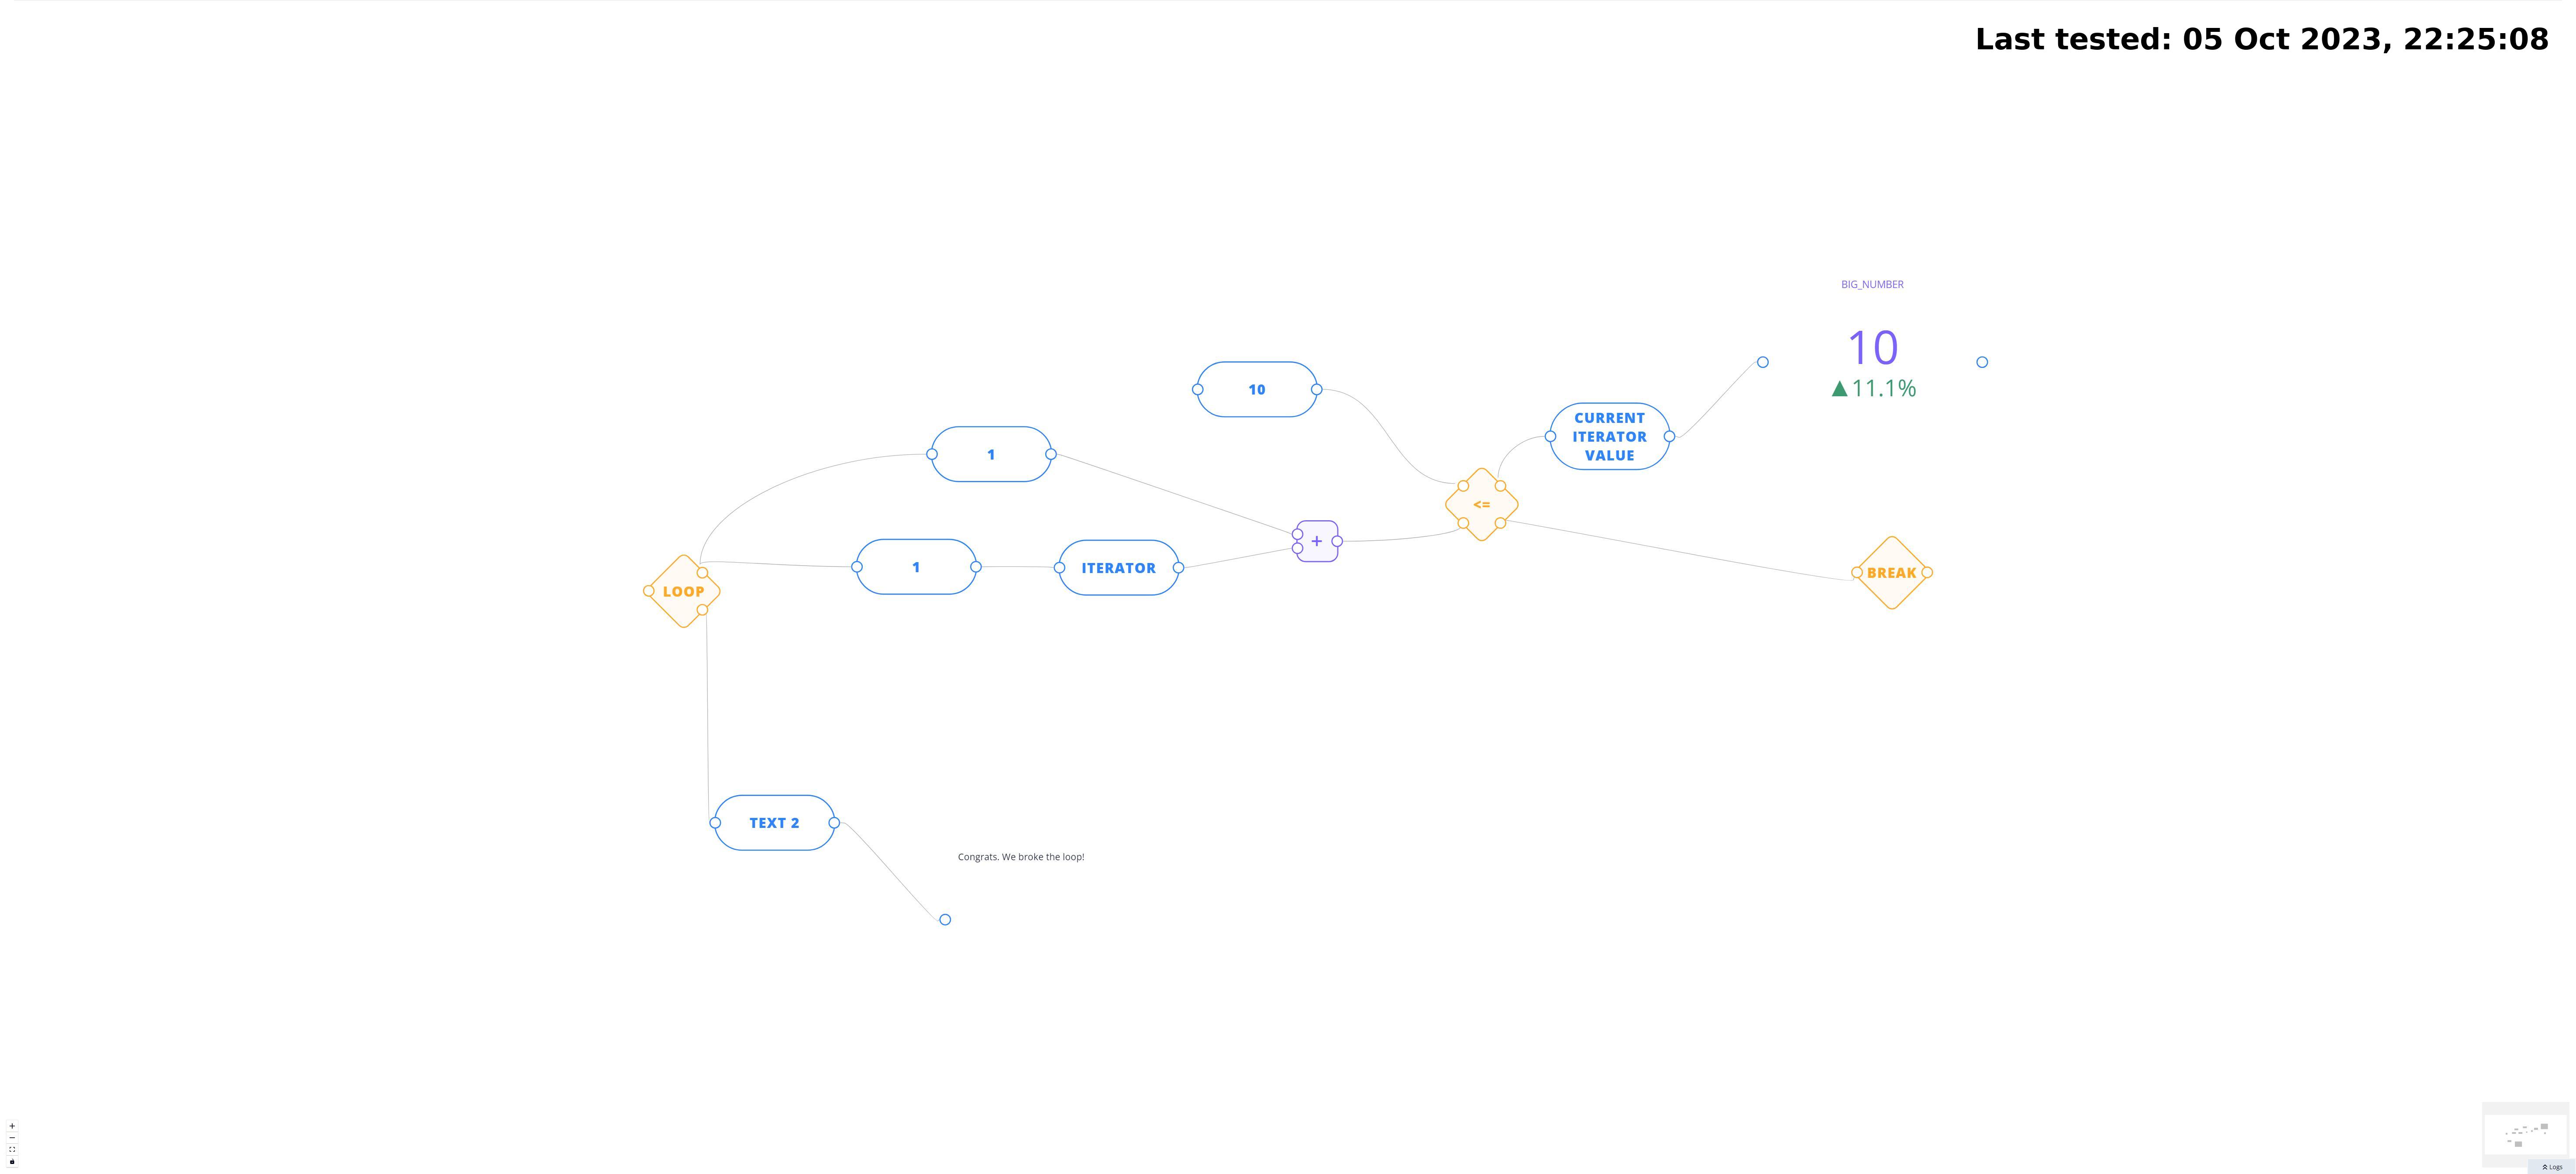 Last tested: 05 Oct 2023, 22:25:08
BIG_NUMBER
10
▲11.1%
10
CURRENT
ITERATOR
VALUE
1
<=
+
1
ITERATOR
LOOP
BREAK
TEXT 2
Congrats. We broke the loop!
Logs